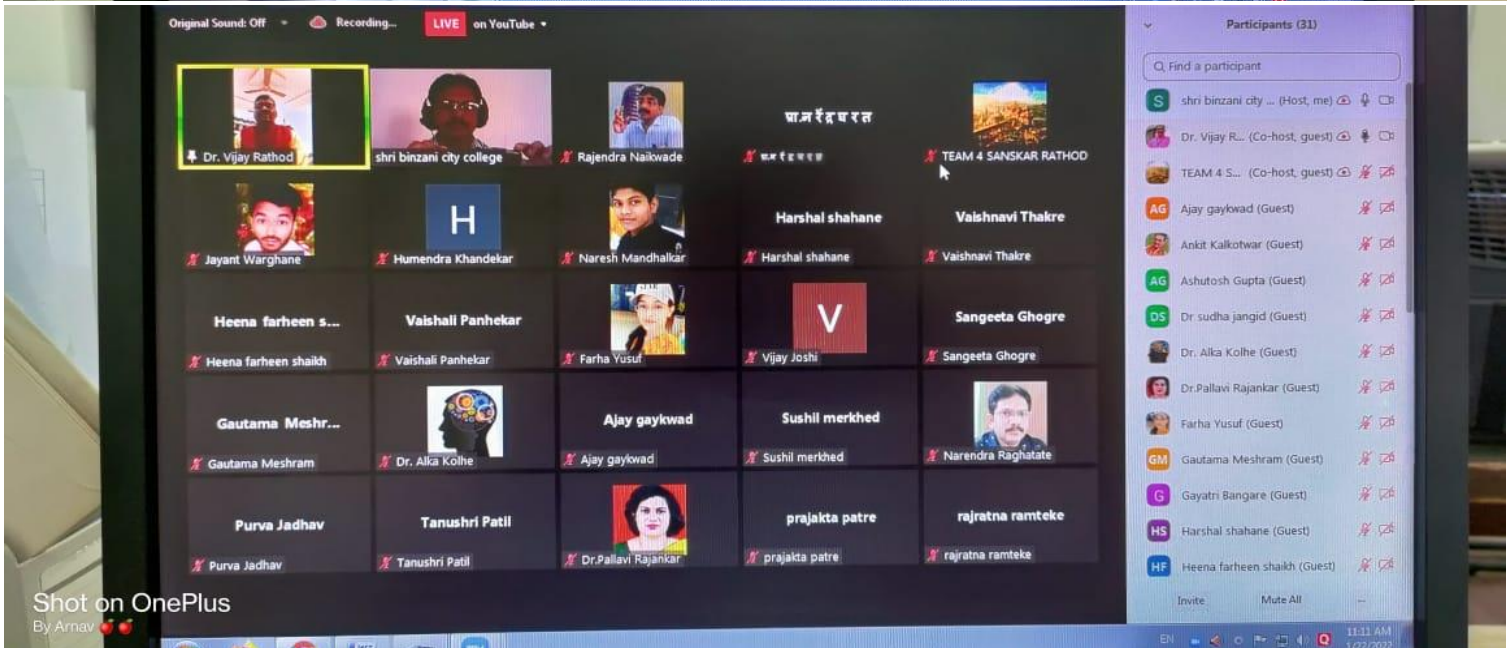 Original Sound: Off
Recording...
LIVE on YouTube
Participants (31)
Find a participant
Dr. Vijay Rathod
shri binzani city college
Rajendra Naikwade
TEAM 4 SANSKAR RATHOD
Jayant Warghane
H
Humendra Khandekar
Naresh Mandhalkar
Harshal shahane
Harshal shahane
Vaishnavi Thakre
Vaishnavi Thakre
Heena farheen s...
Heena farheen shaikh
Vaishali Panhekar
Vaishali Panhekar
Farha Yusuf
V
Vijay Joshi
Sangeeta Ghogre
Sangeeta Ghogre
Gautama Meshr...
Gautama Meshram
Dr. Alka Kolhe
Ajay gaykwad
Ajay gaykwad
Sushil merkhed
Sushil merkhed
Narendra Raghatate
Purva Jadhav
Purva Jadhav
Tanushri Patil
Tanushri Patil
Dr.Pallavi Rajankar
prajakta patre
prajakta patre
rajratna ramteke
rajratna ramteke
S shri binzani city ... (Host, me)
Dr. Vijay R... (Co-host, guest)
TEAM 4 S... (Co-host, guest)
AG Ajay gaykwad (Guest)
Ankit Kalkotwar (Guest)
AG Ashutosh Gupta (Guest)
DS Dr sudha jangid (Guest)
Dr. Alka Kolhe (Guest)
Dr.Pallavi Rajankar (Guest)
Farha Yusuf (Guest)
GM Gautama Meshram (Guest)
G Gayatri Bangare (Guest)
HS Harshal shahane (Guest)
HF Heena farheen shaikh (Guest)
Invite Mute All ...
EN 11:11 AM
1/22/2022
Shot on OnePlus
By Arnav